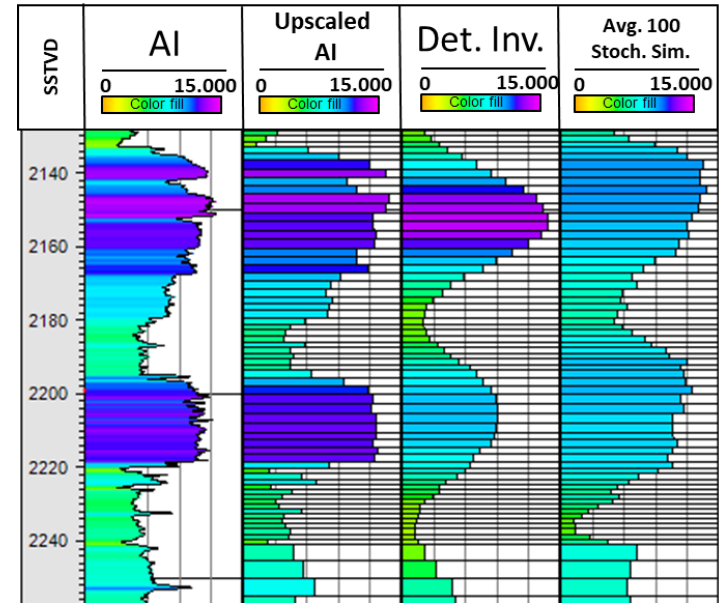 SSTVD
AI
0 15.000
Color fill
Upscaled
AI
0 15.000
Color fill
Det. Inv.
0 15.000
Color fill
Avg. 100
Stoch. Sim.
0 15.000
Color fill
2140
2160
2180
2200
2220
2240